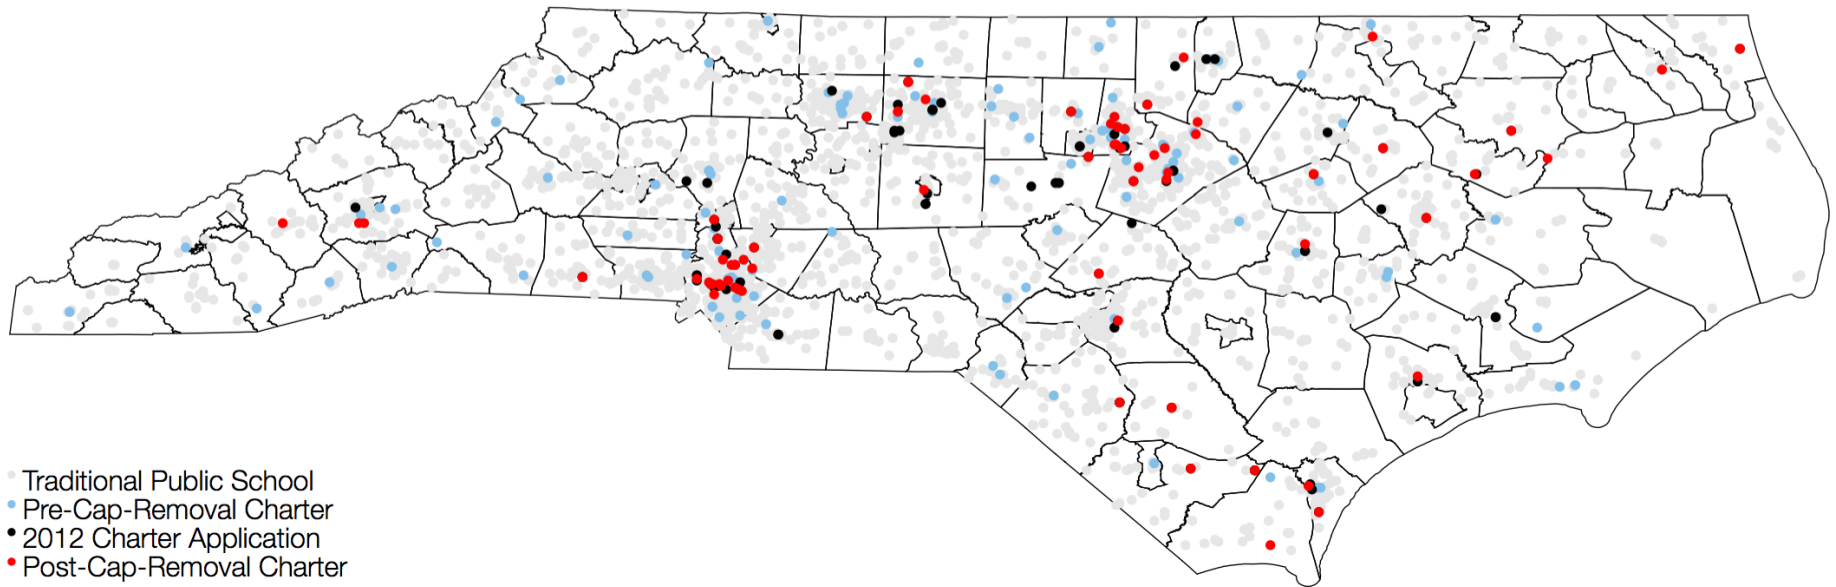 Traditional Public School
Pre-Cap-Removal Charter
2012 Charter Application
Post-Cap-Removal Charter